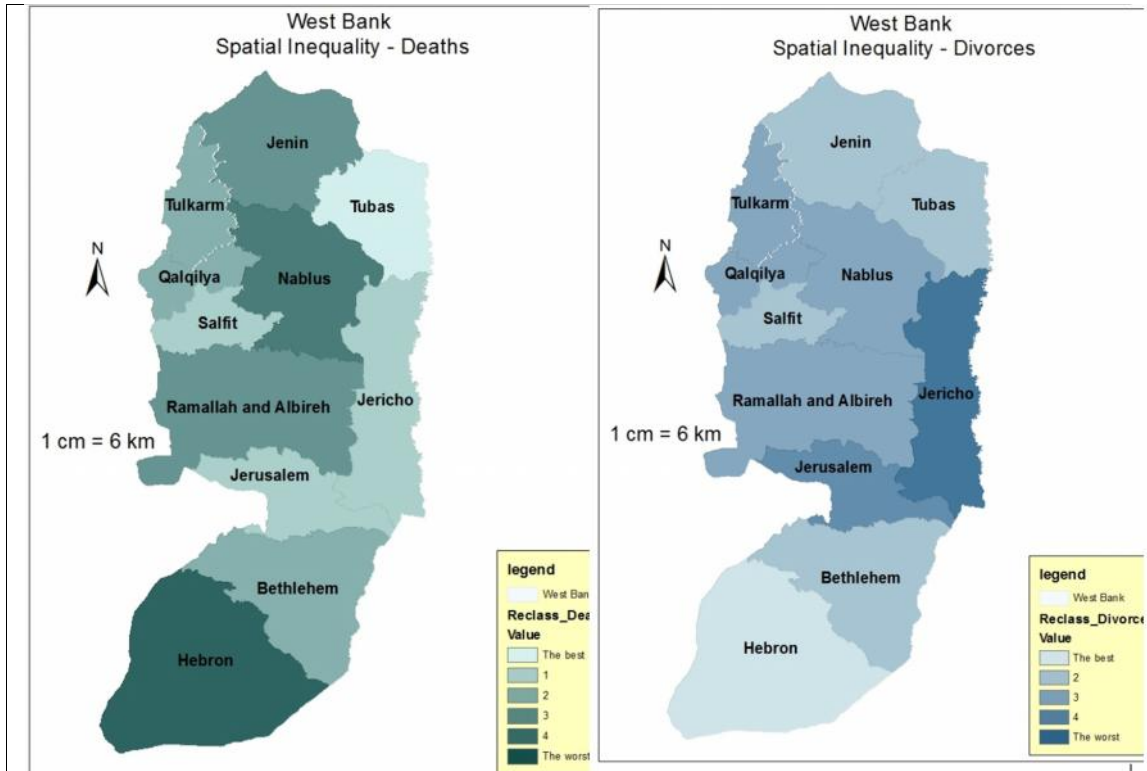 West Bank
Spatial Inequality - Deaths
Jenin
Tulkarm
Tubas
N
Qalqilya
Nablus
Salfit
Ramallah and Albireh
Jericho
1 cm = 6 km
Jerusalem
Bethlehem
Hebron
legend
West Ban
Reclass_Dea
Value
The best
1
2
3
4
The worst
West Bank
Spatial Inequality - Divorces
Jenin
Tulkarm
Tubas
N
Qalqilya
Nablus
Salfit
Ramallah and Albireh
Jericho
1 cm = 6 km
Jerusalem
Bethlehem
Hebron
legend
West Bank
Reclass_Divorce
Value
The best
2
3
4
The worst